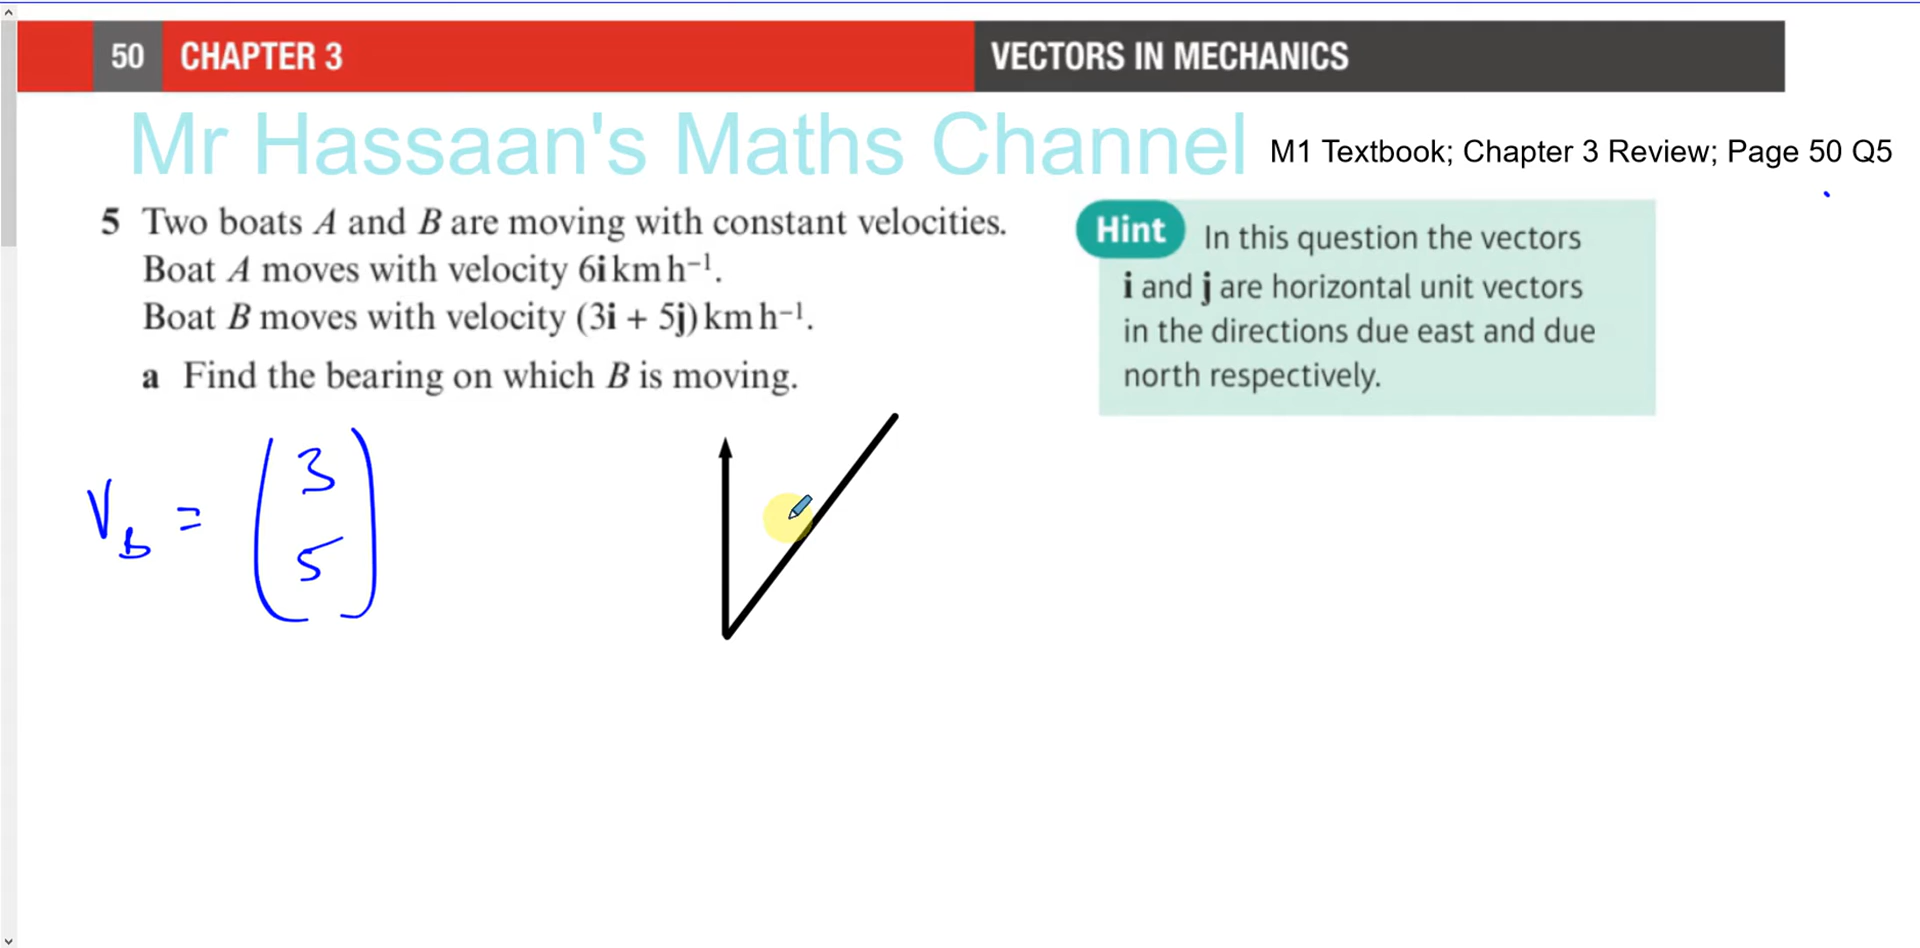 50 CHAPTER 3 VECTORS IN MECHANICS
Mr Hassaan's Maths Channel M1 Textbook; Chapter 3 Review; Page 50 Q5
5 Two boats A and B are moving with constant velocities.
Boat A moves with velocity 6i km h⁻¹.
Boat B moves with velocity (3i + 5j) km h⁻¹.
a Find the bearing on which B is moving.
Hint In this question the vectors
i and j are horizontal unit vectors
in the directions due east and due
north respectively.
V_B = (3
5)